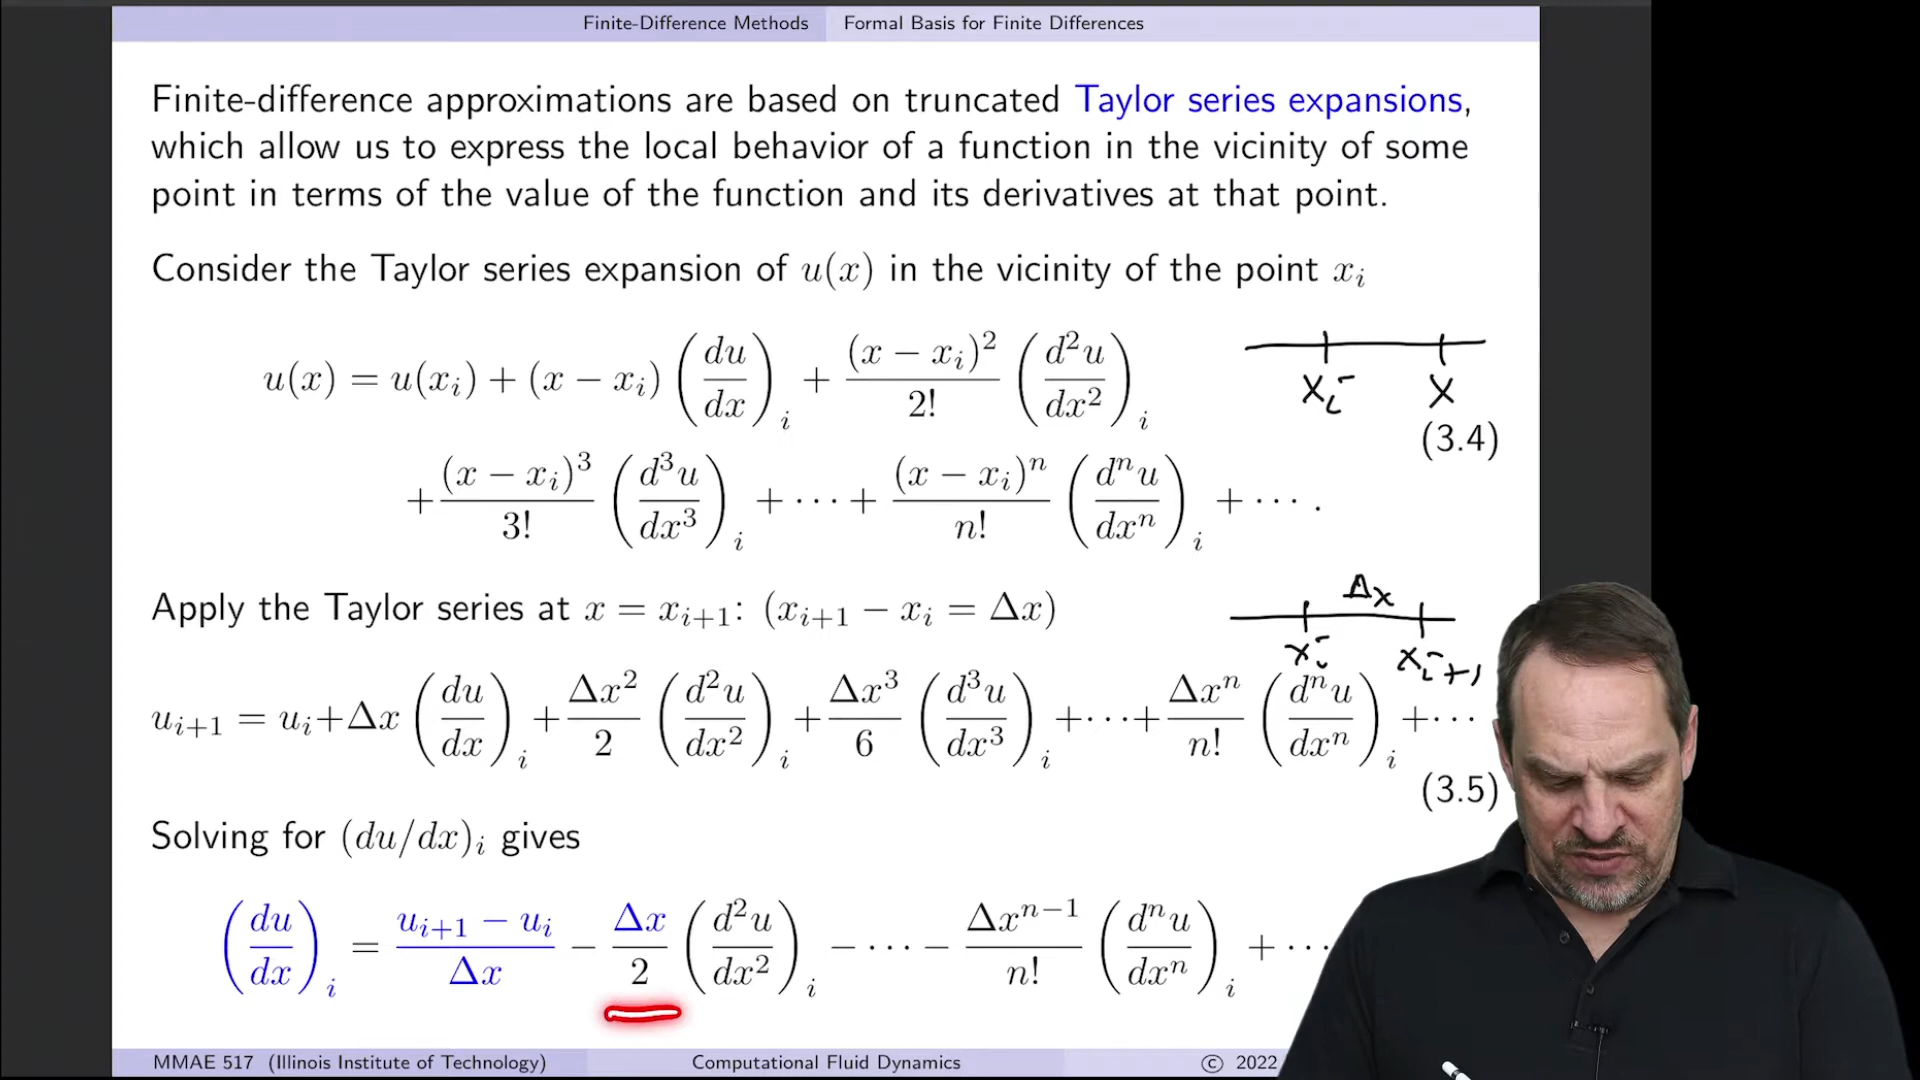 Finite-Difference Methods Formal Basis for Finite Differences
Finite-difference approximations are based on truncated Taylor series expansions,
which allow us to express the local behavior of a function in the vicinity of some
point in terms of the value of the function and its derivatives at that point.
Consider the Taylor series expansion of u(x) in the vicinity of the point x_i
u(x) = u(x_i) + (x − x_i) (du/dx)_i + (x − x_i)^2/2! (d^2u/dx^2)_i
x_i x
(3.4)
+ (x − x_i)^3/3! (d^3u/dx^3)_i + ··· + (x − x_i)^n/n! (d^nu/dx^n)_i + ··· .
Apply the Taylor series at x = x_{i+1}: (x_{i+1} − x_i = Δx)
Δx
x_i x_{i+1}
u_{i+1} = u_i + Δx (du/dx)_i + Δx^2/2 (d^2u/dx^2)_i + Δx^3/6 (d^3u/dx^3)_i + ··· + Δx^n/n! (d^nu/dx^n)_i + ···
(3.5)
Solving for (du/dx)_i gives
(du/dx)_i = (u_{i+1} − u_i)/Δx − Δx/2 (d^2u/dx^2)_i − ··· − Δx^{n−1}/n! (d^nu/dx^n)_i + ···
MMAE 517 (Illinois Institute of Technology) Computational Fluid Dynamics © 2022